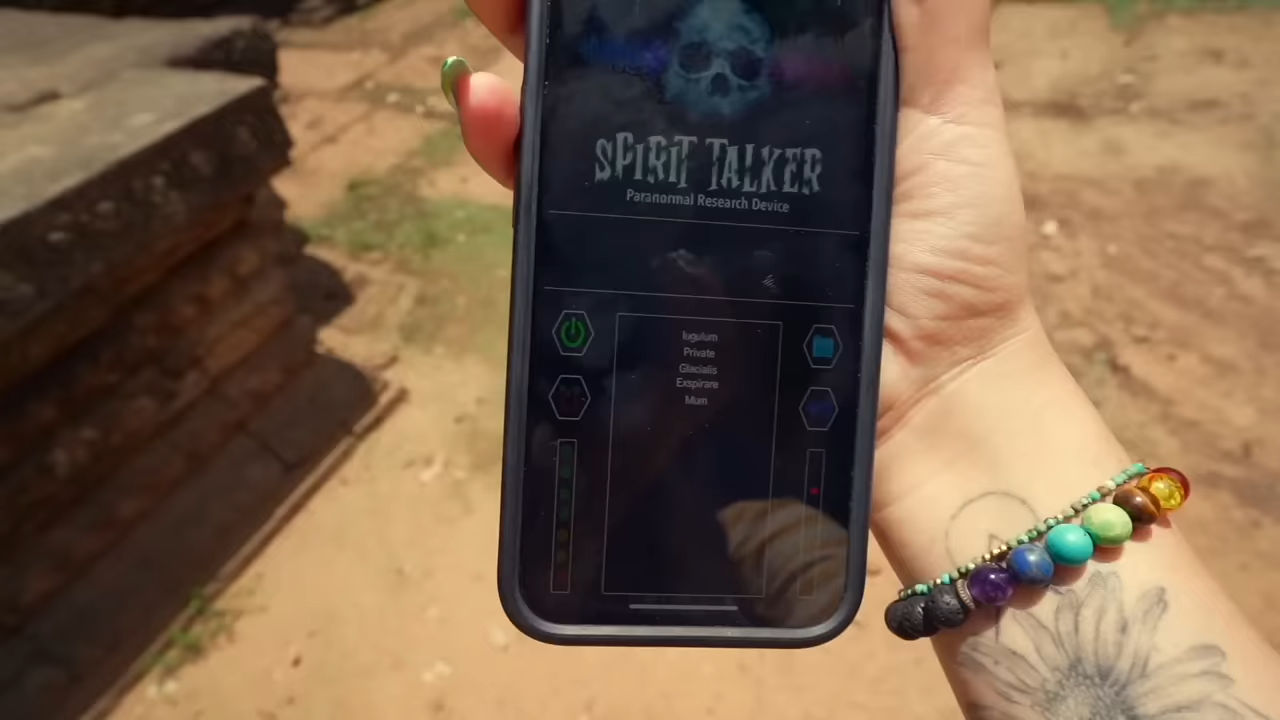 SPIRIT TALKER
Paranormal Research Device
Iugulum
Private
Glacialis
Exspirare
Mum